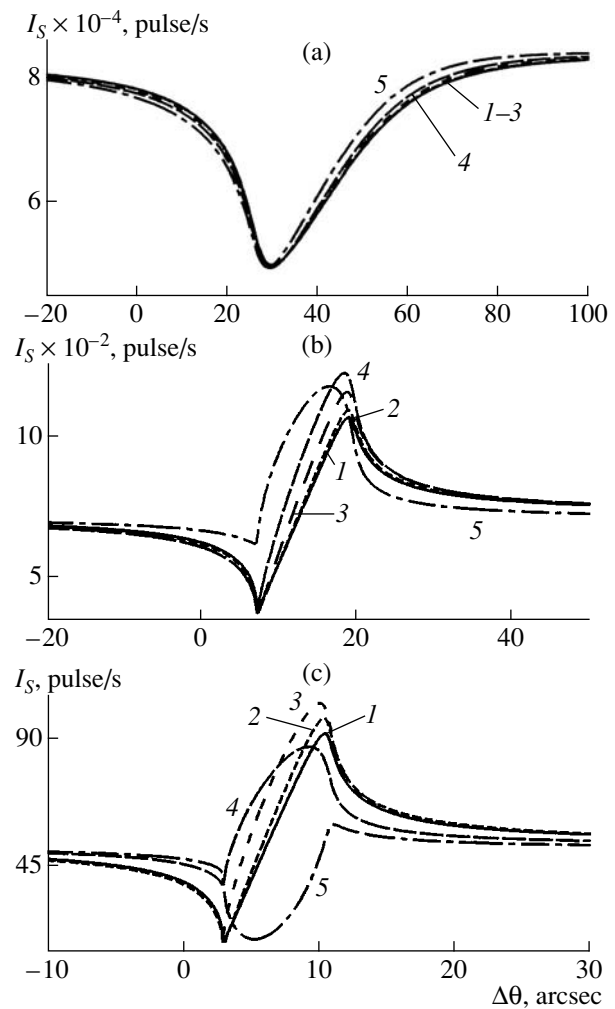 I_S × 10⁻⁴, pulse/s
(a)
8
5
1–3
4
6
−20 0 20 40 60 80 100
I_S × 10⁻², pulse/s
(b)
4
2
10
1
3
5
5
−20 0 20 40
I_S, pulse/s
(c)
3
2
1
90
4
45
5
−10 0 10 20 30
Δθ, arcsec